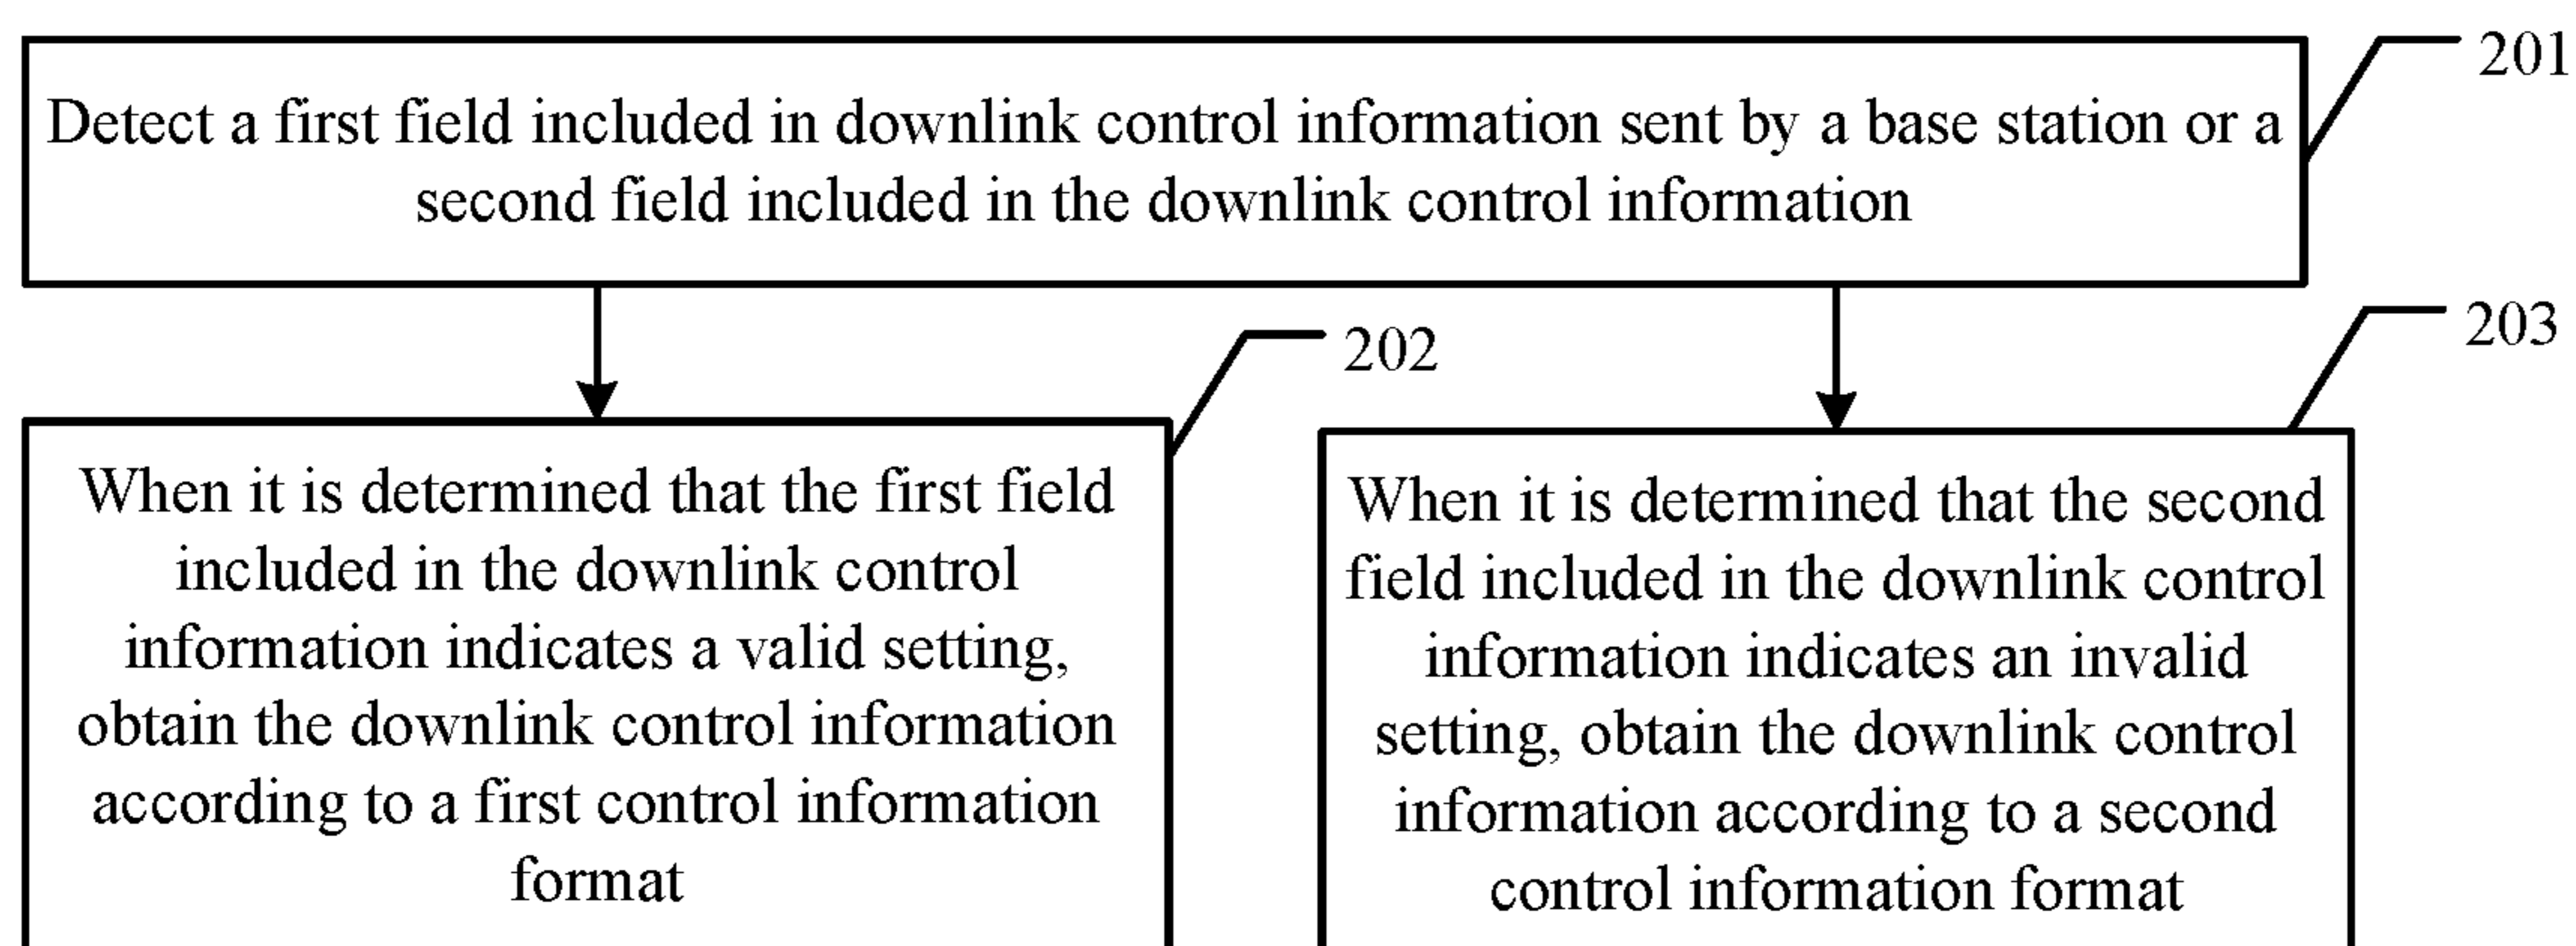 201
Detect a first field included in downlink control information sent by a base station or a
second field included in the downlink control information
202
When it is determined that the first field
included in the downlink control
information indicates a valid setting,
obtain the downlink control information
according to a first control information
format
203
When it is determined that the second
field included in the downlink control
information indicates an invalid
setting, obtain the downlink control
information according to a second
control information format